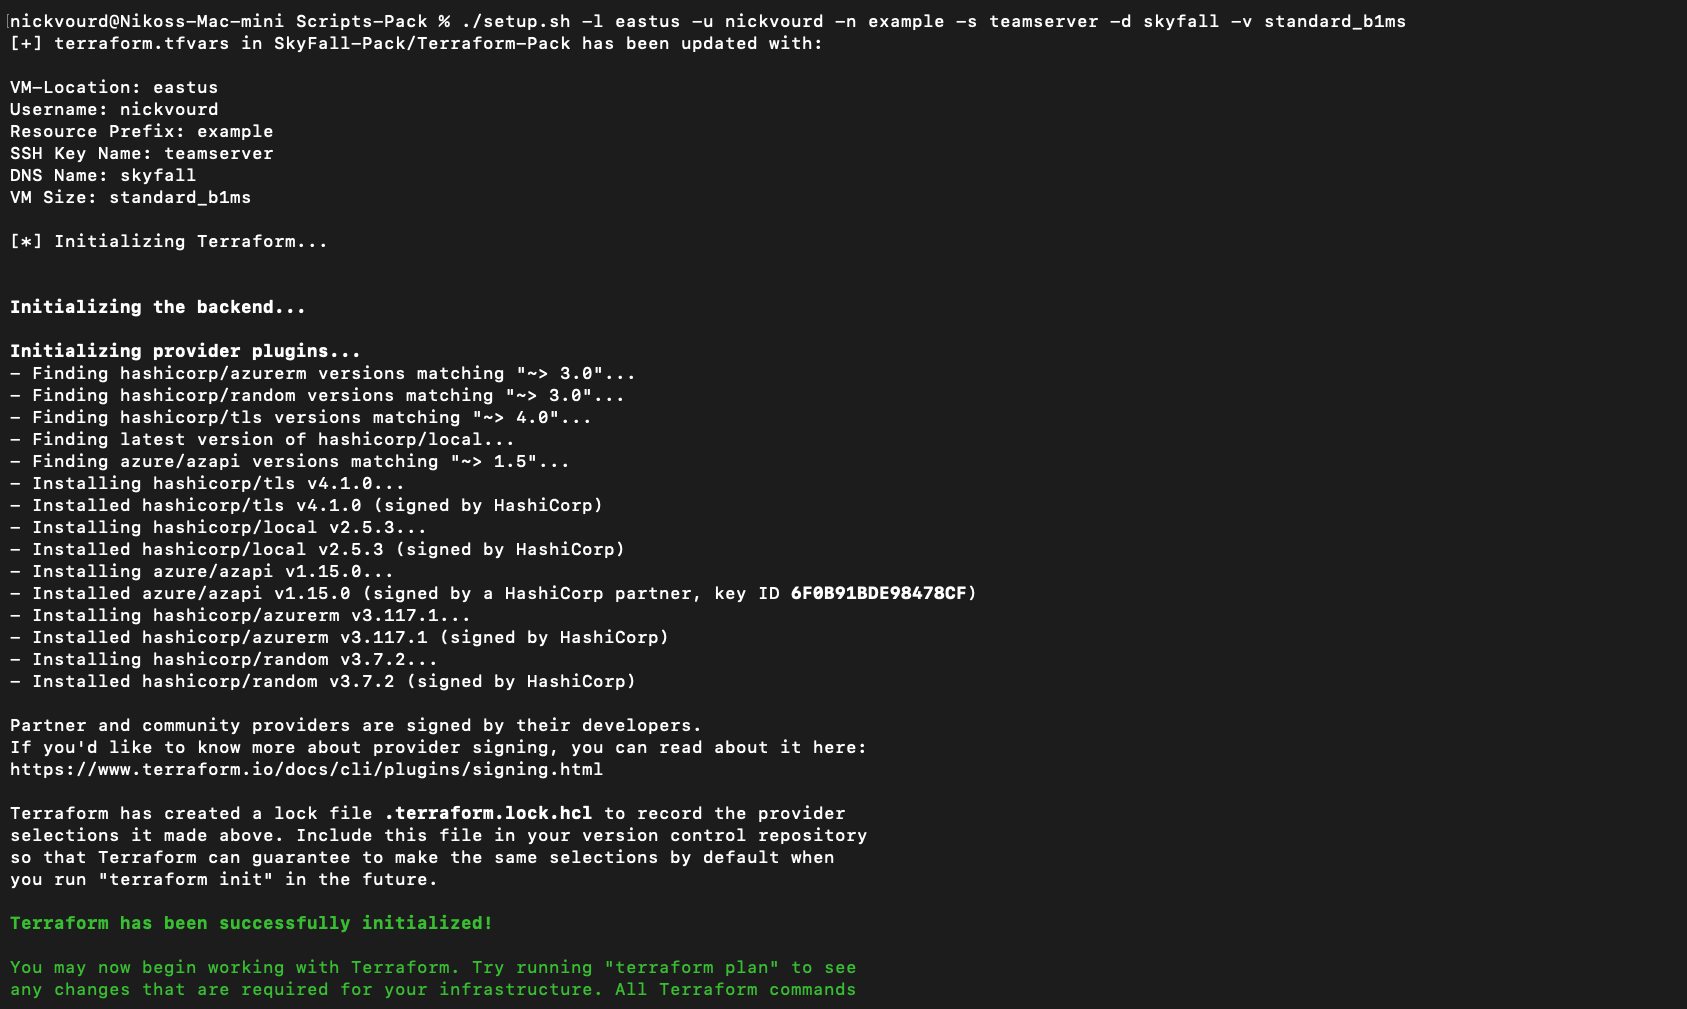 nickvourd@Nikoss-Mac-mini Scripts-Pack % ./setup.sh -l eastus -u nickvourd -n example -s teamserver -d skyfall -v standard_b1ms
[+] terraform.tfvars in SkyFall-Pack/Terraform-Pack has been updated with:
VM-Location: eastus
Username: nickvourd
Resource Prefix: example
SSH Key Name: teamserver
DNS Name: skyfall
VM Size: standard_b1ms
[*] Initializing Terraform...
Initializing the backend...
Initializing provider plugins...
- Finding hashicorp/azurerm versions matching "~> 3.0"...
- Finding hashicorp/random versions matching "~> 3.0"...
- Finding hashicorp/tls versions matching "~> 4.0"...
- Finding latest version of hashicorp/local...
- Finding azure/azapi versions matching "~> 1.5"...
- Installing hashicorp/tls v4.1.0...
- Installed hashicorp/tls v4.1.0 (signed by HashiCorp)
- Installing hashicorp/local v2.5.3...
- Installed hashicorp/local v2.5.3 (signed by HashiCorp)
- Installing azure/azapi v1.15.0...
- Installed azure/azapi v1.15.0 (signed by a HashiCorp partner, key ID 6F0B91BDE98478CF)
- Installing hashicorp/azurerm v3.117.1...
- Installed hashicorp/azurerm v3.117.1 (signed by HashiCorp)
- Installing hashicorp/random v3.7.2...
- Installed hashicorp/random v3.7.2 (signed by HashiCorp)
Partner and community providers are signed by their developers.
If you'd like to know more about provider signing, you can read about it here:
https://www.terraform.io/docs/cli/plugins/signing.html
Terraform has created a lock file .terraform.lock.hcl to record the provider
selections it made above. Include this file in your version control repository
so that Terraform can guarantee to make the same selections by default when
you run "terraform init" in the future.
Terraform has been successfully initialized!
You may now begin working with Terraform. Try running "terraform plan" to see
any changes that are required for your infrastructure. All Terraform commands